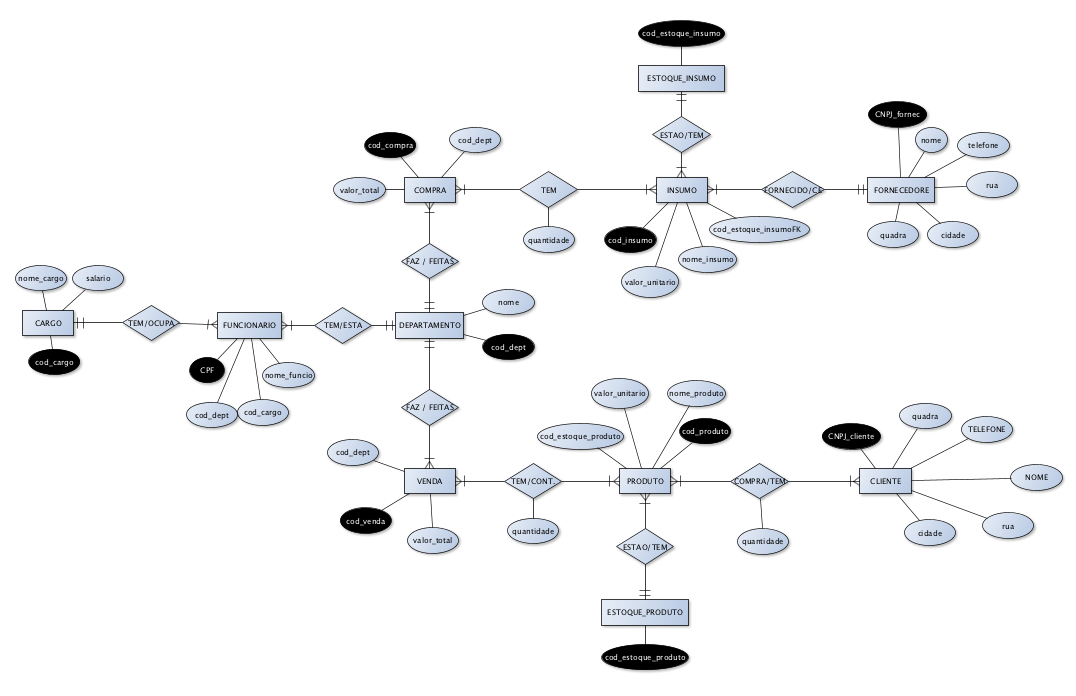 cod_estoque_insumo
ESTOQUE_INSUMO
ESTAO/TEM
CNPJ_fornec
nome
telefone
rua
cod_compra
cod_dept
valor_total
COMPRA
TEM
INSUMO
FORNECIDO/CE
FORNECEDORE
quantidade
cod_insumo
cod_estoque_insumoFK
quadra
cidade
nome_insumo
valor_unitario
FAZ / FEITAS
nome_cargo
salario
nome
CARGO
TEM/OCUPA
FUNCIONARIO
TEM/ESTA
DEPARTAMENTO
cod_dept
cod_cargo
CPF
nome_funcio
cod_dept
cod_cargo
FAZ / FEITAS
valor_unitario
nome_produto
cod_estoque_produto
cod_produto
CNPJ_cliente
quadra
TELEFONE
cod_dept
VENDA
TEM/CONT.
PRODUTO
COMPRA/TEM
CLIENTE
NOME
cod_venda
valor_total
quantidade
quantidade
cidade
rua
ESTAO/TEM
ESTOQUE_PRODUTO
cod_estoque_produto